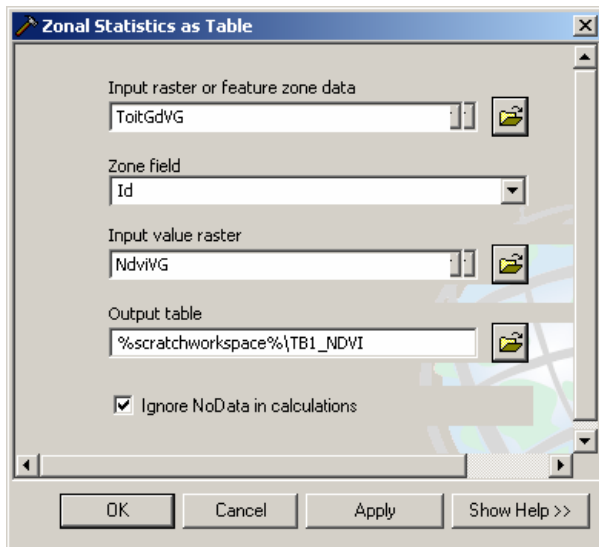 Zonal Statistics as Table
Input raster or feature zone data
ToitGdVG
Zone field
Id
Input value raster
NdviVG
Output table
%scratchworkspace%\TB1_NDVI
Ignore NoData in calculations
OK Cancel Apply Show Help >>